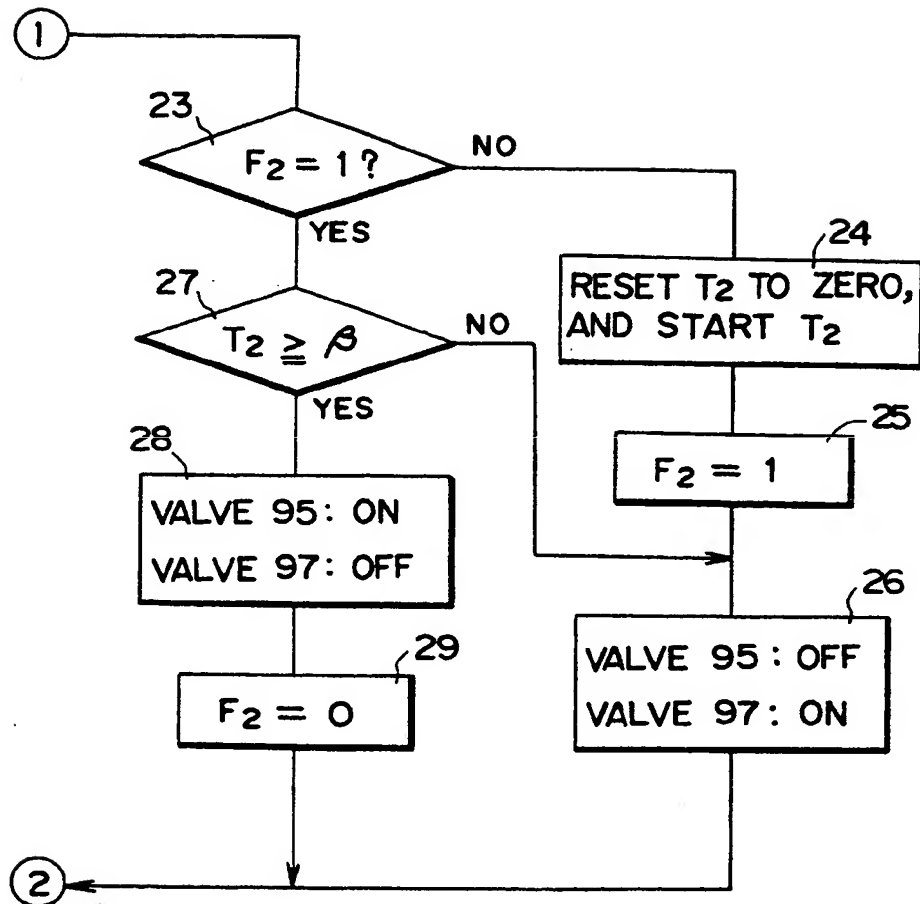 1
23
F2 = 1?
NO
YES
24
RESET T2 TO ZERO,
AND START T2
27
T2 ≧ β
NO
YES
25
F2 = 1
28
VALVE 95: ON
VALVE 97: OFF
26
VALVE 95: OFF
VALVE 97: ON
29
F2 = 0
2